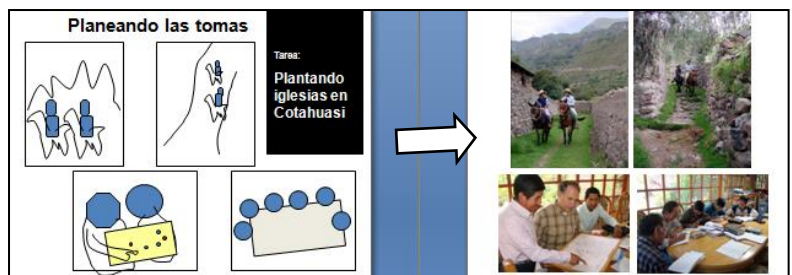 Planeando las tomas
Tarea:
Plantando
iglesias en
Cotahuasi